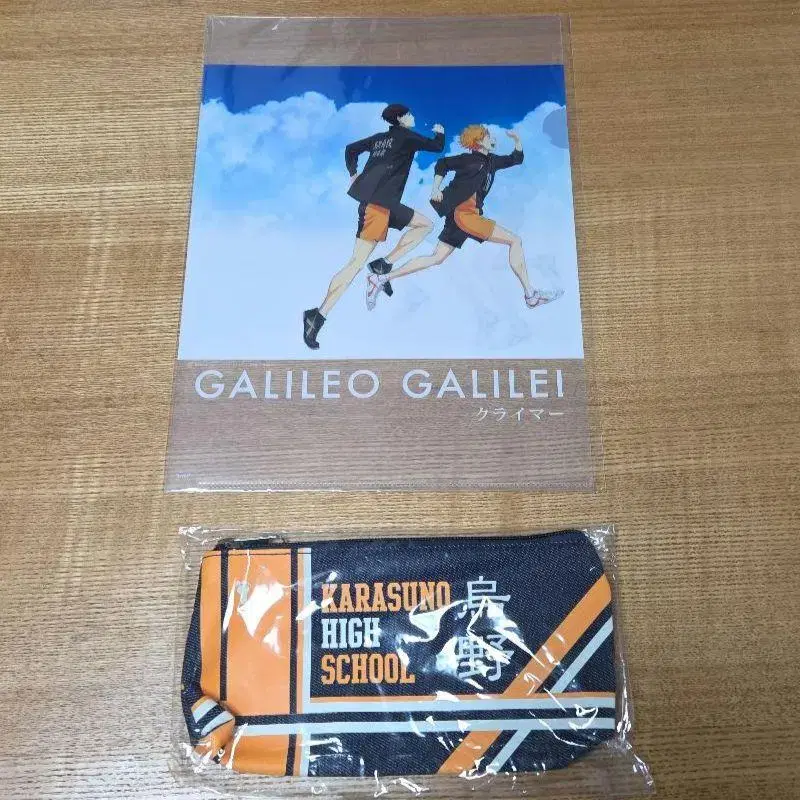 GALILEO GALILEI
クライマー
KARASUNO
HIGH
SCHOOL
烏野